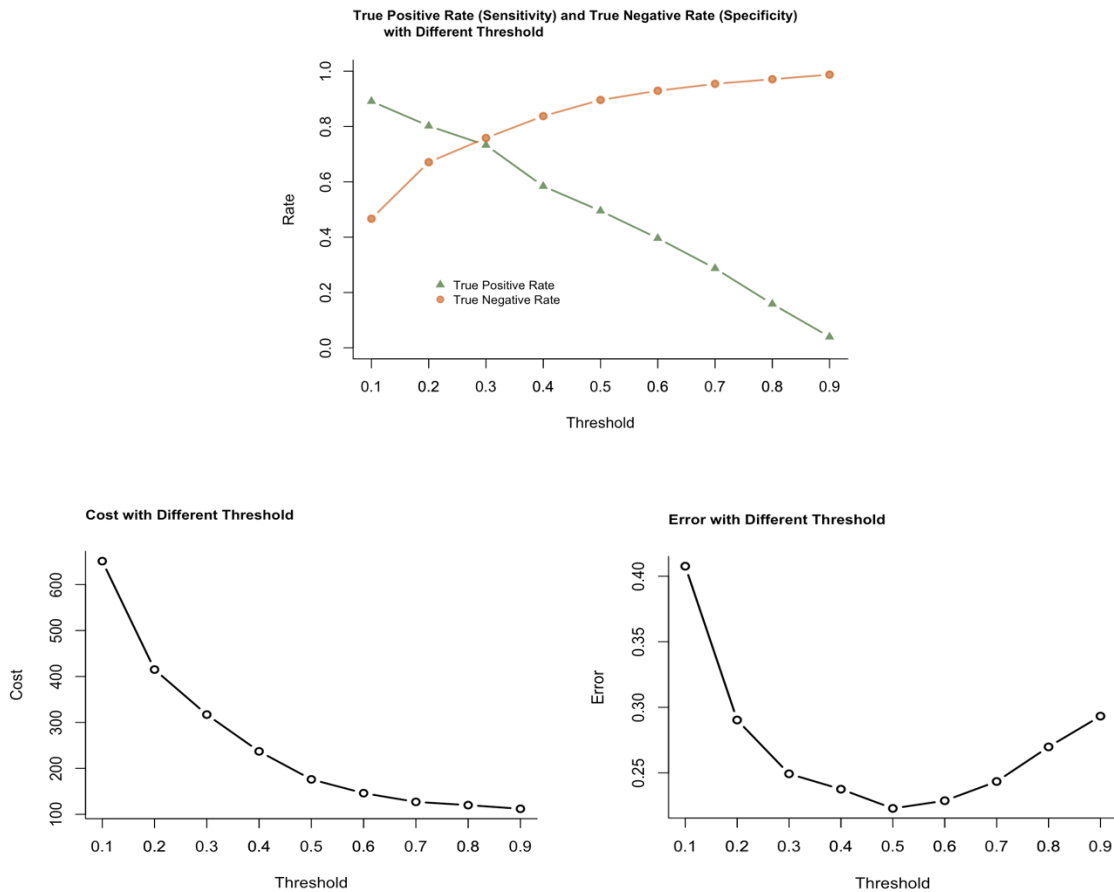 True Positive Rate (Sensitivity) and True Negative Rate (Specificity)
with Different Threshold
1.0
0.8
0.6
0.4
0.2
0.0
Rate
True Positive Rate
True Negative Rate
0.1 0.2 0.3 0.4 0.5 0.6 0.7 0.8 0.9
Threshold
Cost with Different Threshold
600
500
400
300
200
100
Cost
0.1 0.2 0.3 0.4 0.5 0.6 0.7 0.8 0.9
Threshold
Error with Different Threshold
0.40
0.35
0.30
0.25
Error
0.1 0.2 0.3 0.4 0.5 0.6 0.7 0.8 0.9
Threshold